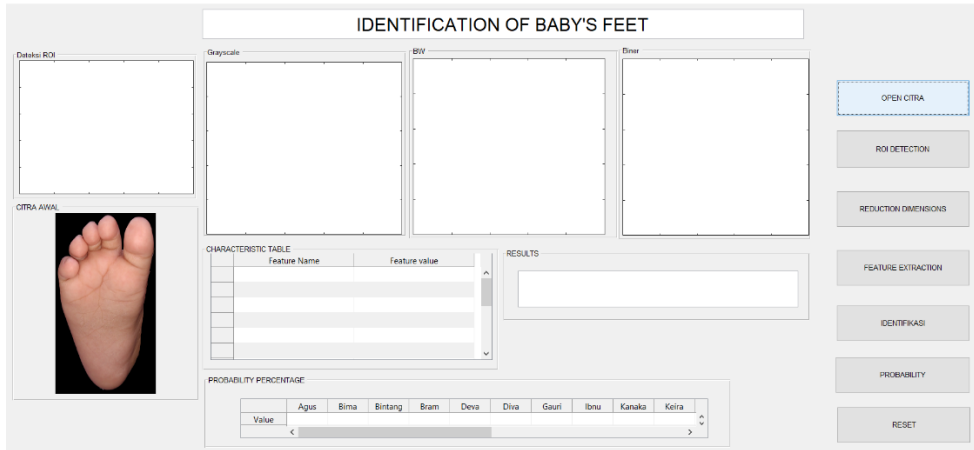 IDENTIFICATION OF BABY'S FEET
Deteksi ROI
Grayscale
BW
Biner
OPEN CITRA
ROI DETECTION
CITRA AWAL
REDUCTION DIMENSIONS
CHARACTERISTIC TABLE
Feature Name Feature value
RESULTS
FEATURE EXTRACTION
IDENTIFIKASI
PROBABILITY
PROBABILITY PERCENTAGE
Agus Bima Bintang Bram Deva Diva Gauri Ibnu Kanaka Keira
Value
RESET